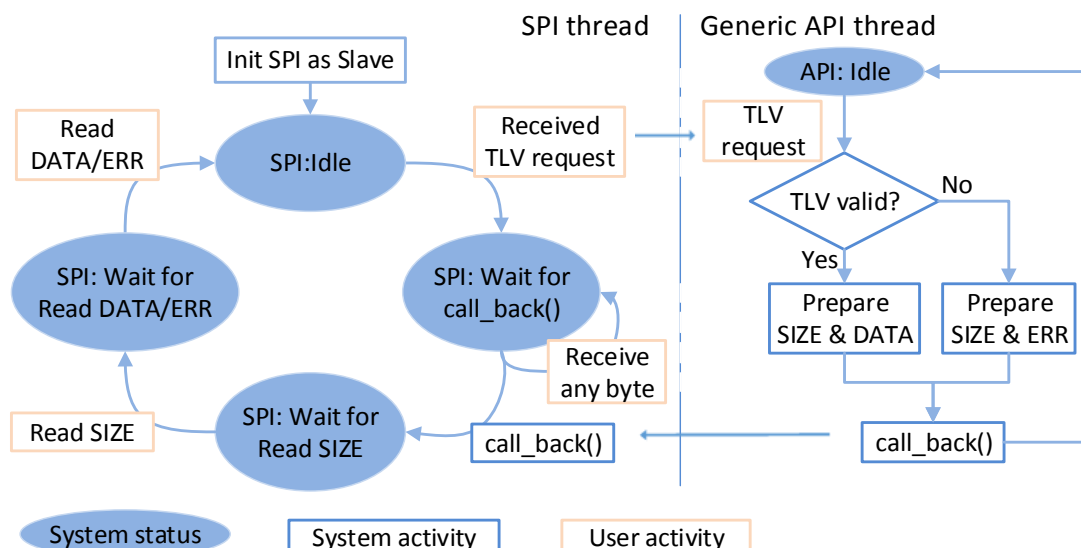 SPI thread
Generic API thread
Init SPI as Slave
API: Idle
Read
DATA/ERR
SPI:Idle
Received
TLV request
TLV
request
TLV valid?
No
Yes
SPI: Wait for
Read DATA/ERR
SPI: Wait for
call_back()
Prepare
SIZE & DATA
Prepare
SIZE & ERR
Receive
any byte
Read SIZE
SPI: Wait for
Read SIZE
call_back()
call_back()
System status
System activity
User activity